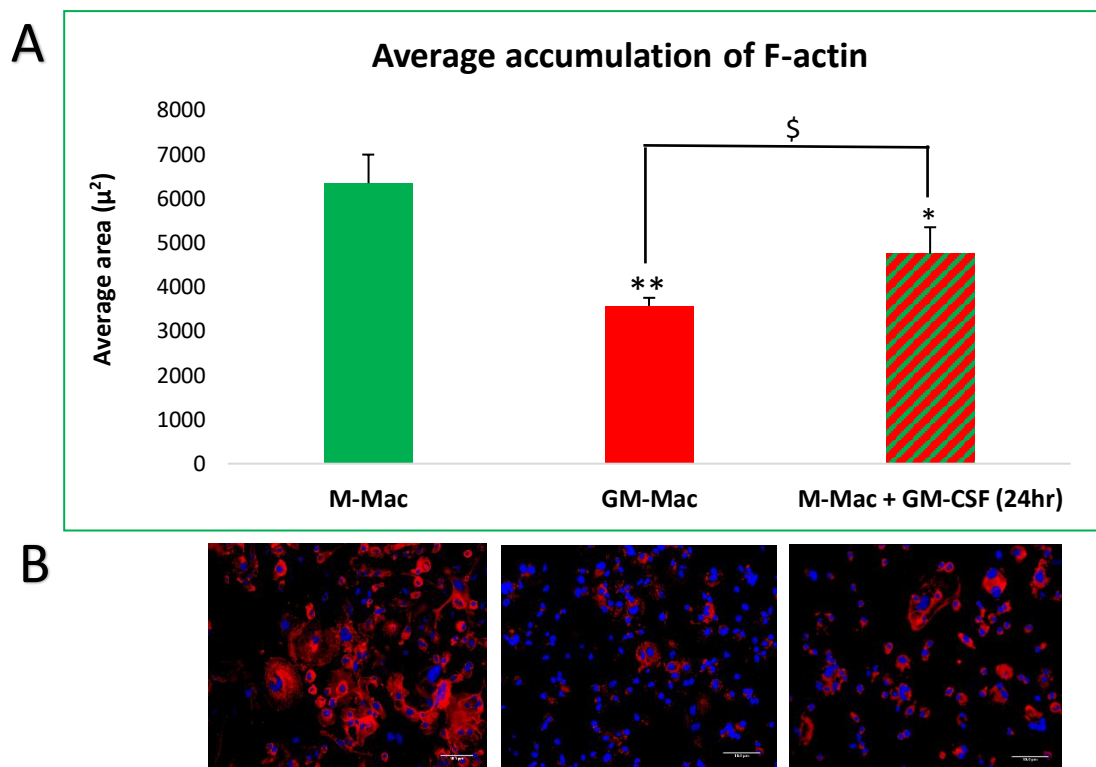 A
Average accumulation of F-actin
Average area (μ²)
8000
7000
6000
5000
4000
3000
2000
1000
0
$
**
*
M-Mac
GM-Mac
M-Mac + GM-CSF (24hr)
B